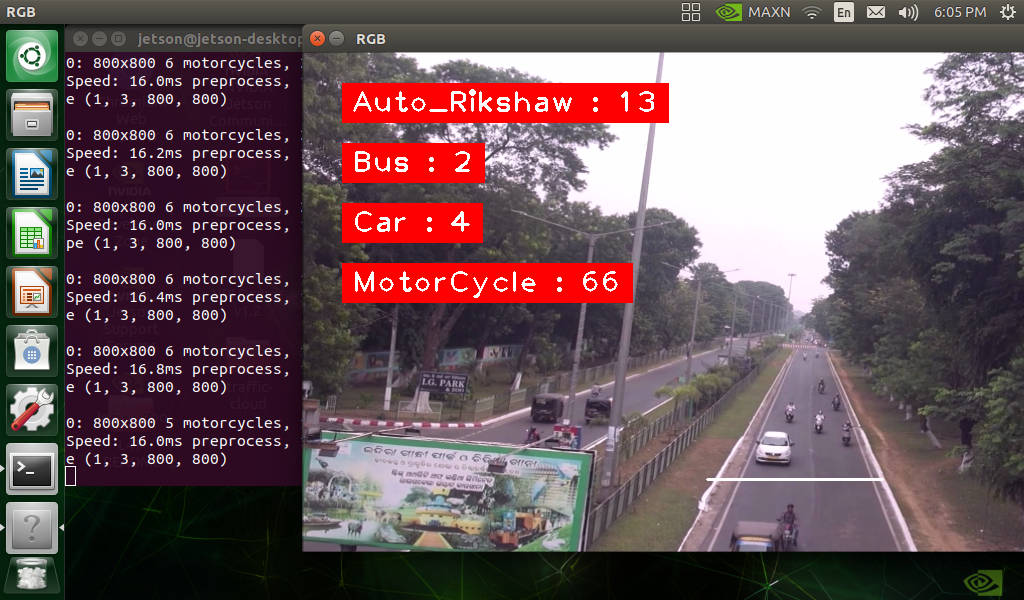 RGB
MAXN
En
6:05 PM
jetson@jetson-desktop
RGB
0: 800x800 6 motorcycles,
Speed: 16.0ms preprocess,
e (1, 3, 800, 800)
0: 800x800 6 motorcycles,
Speed: 16.2ms preprocess,
e (1, 3, 800, 800)
0: 800x800 6 motorcycles,
Speed: 16.0ms preprocess,
pe (1, 3, 800, 800)
0: 800x800 6 motorcycles,
Speed: 16.4ms preprocess,
e (1, 3, 800, 800)
0: 800x800 6 motorcycles,
Speed: 16.8ms preprocess,
e (1, 3, 800, 800)
0: 800x800 5 motorcycles,
Speed: 16.0ms preprocess,
e (1, 3, 800, 800)
Auto_Rikshaw : 13
Bus : 2
Car : 4
MotorCycle : 66
I.G. PARK
& ZOO
ଇନ୍ଦିରା ଗାନ୍ଧୀ ପାର୍କ ଓ